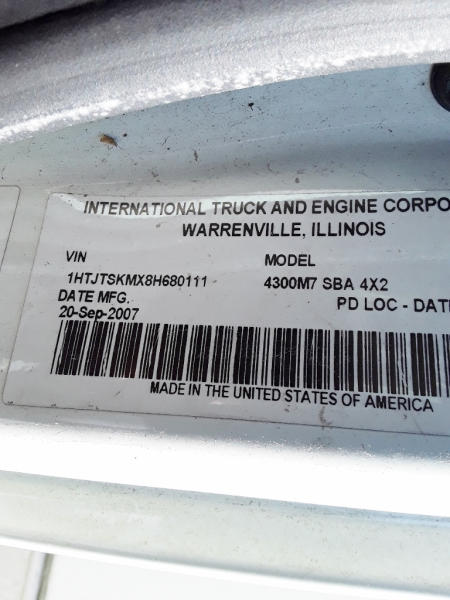 INTERNATIONAL TRUCK AND ENGINE CORPO
WARRENVILLE, ILLINOIS
VIN MODEL
1HTJTSKMX8H680111 4300M7 SBA 4X2
DATE MFG. PD LOC - DAT
20-Sep-2007
MADE IN THE UNITED STATES OF AMERICA